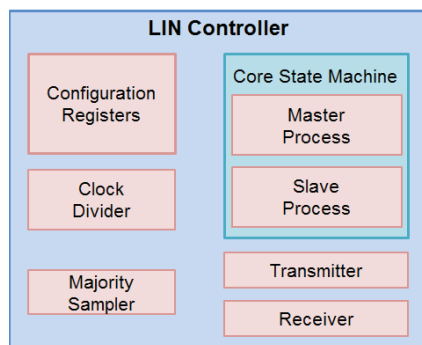 LIN Controller
Configuration
Registers
Clock
Divider
Majority
Sampler
Core State Machine
Master
Process
Slave
Process
Transmitter
Receiver